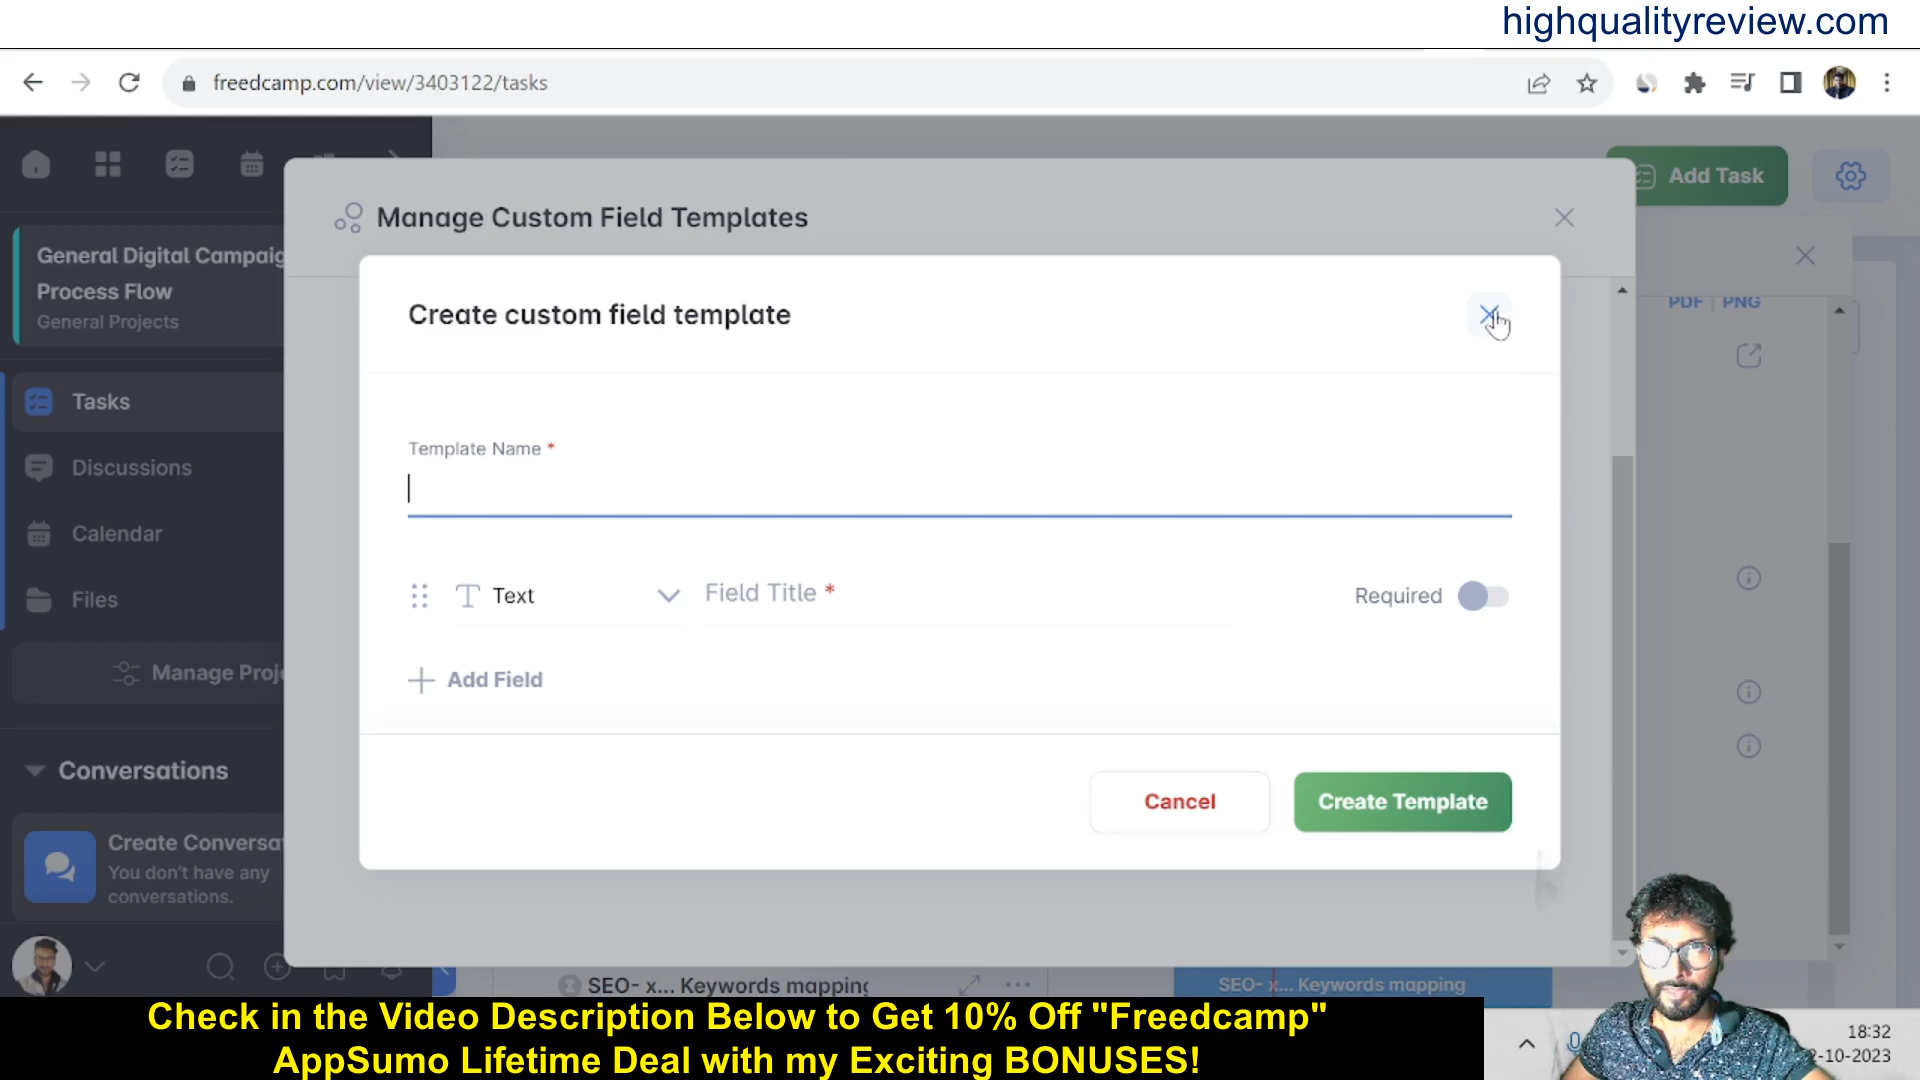 highqualityreview.com
freedcamp.com/view/3403122/tasks
Add Task
Manage Custom Field Templates
General Digital Campaig
Process Flow
General Projects
PDF | PNG
Create custom field template
Tasks
Template Name *
Discussions
Calendar
Text
Field Title *
Required
Files
Manage Proj
Add Field
Conversations
Cancel
Create Template
Create Conversat
You don't have any
conversations.
SEO- x... Keywords mapping
SEO- x... Keywords mapping
Check in the Video Description Below to Get 10% Off "Freedcamp"
AppSumo Lifetime Deal with my Exciting BONUSES!
18:32
2-10-2023